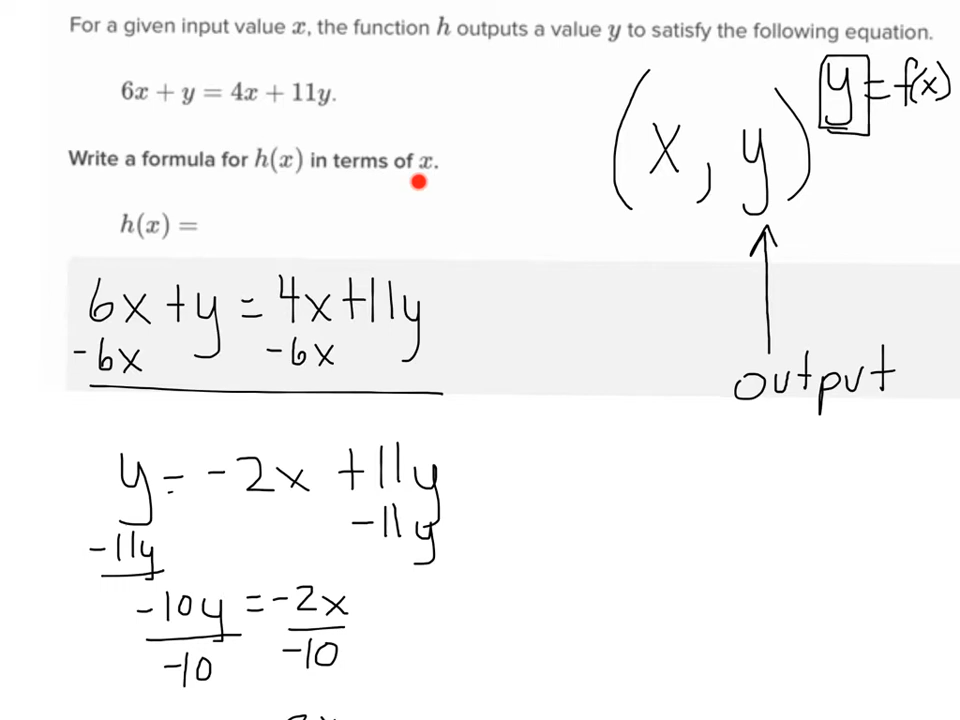 For a given input value x, the function h outputs a value y to satisfy the following equation.
6x + y = 4x + 11y.
Write a formula for h(x) in terms of x.
h(x) =
(x, y)
y = f(x)
output
6x + y = 4x + 11y
-6x -6x
y = -2x + 11y
-11y -11y
-10y = -2x
-10 -10